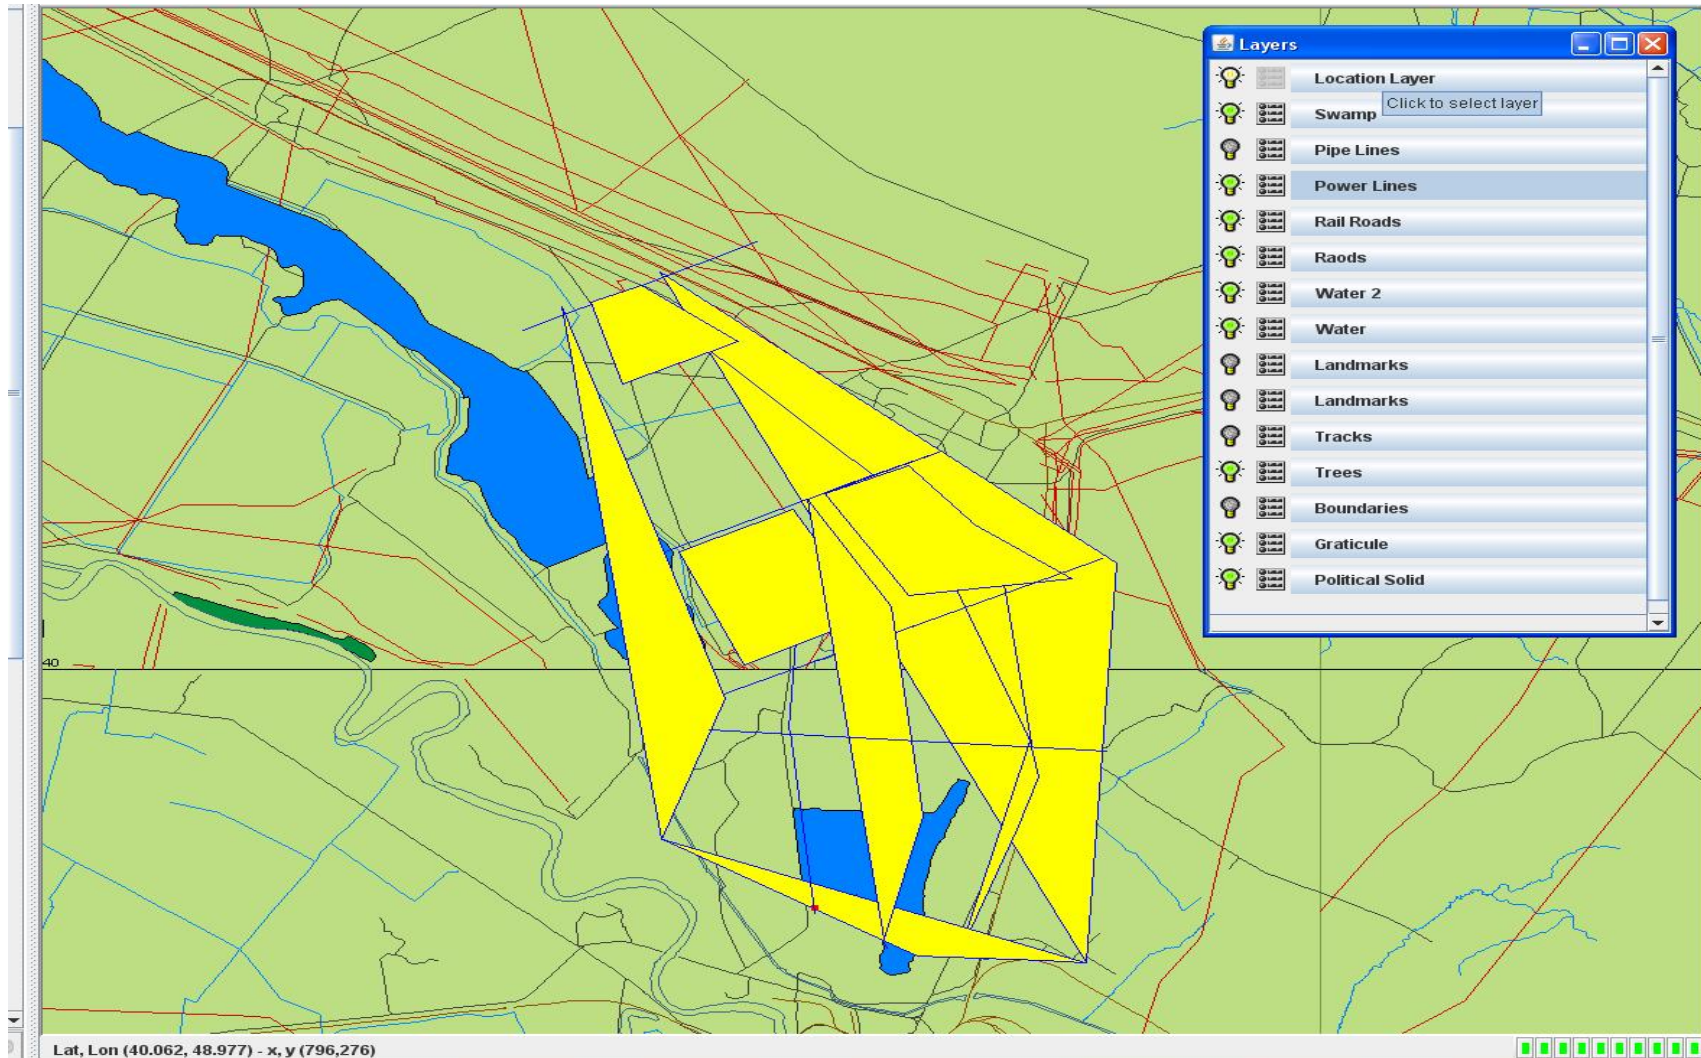 Layers
Location Layer
Click to select layer
Swamp
Pipe Lines
Power Lines
Rail Roads
Raods
Water 2
Water
Landmarks
Landmarks
Tracks
Trees
Boundaries
Graticule
Political Solid
40
Lat, Lon (40.062, 48.977) - x, y (796,276)